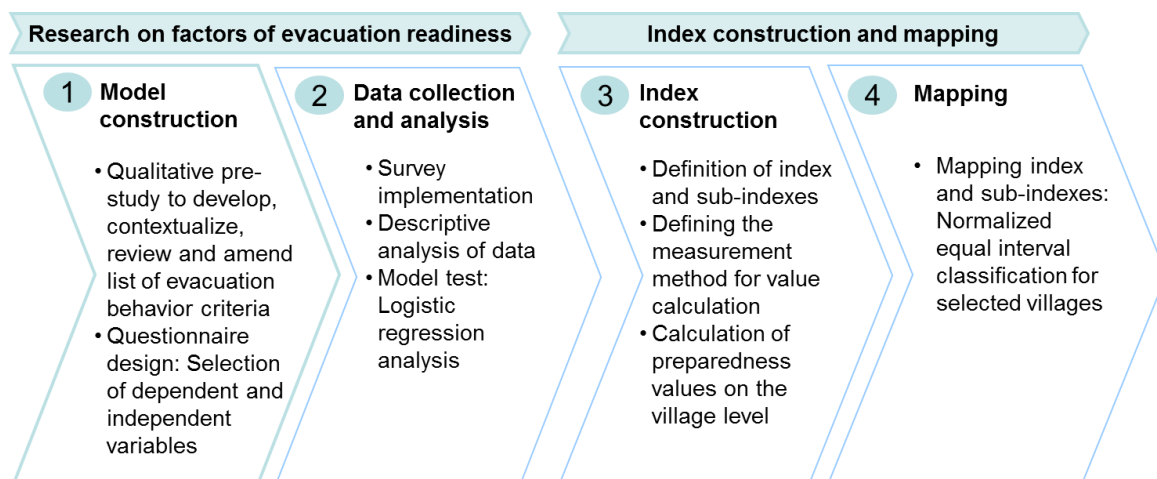 Research on factors of evacuation readiness
Index construction and mapping
1
Model
construction
• Qualitative pre-
study to develop,
contextualize,
review and amend
list of evacuation
behavior criteria
• Questionnaire
design: Selection
of dependent and
independent
variables
2
Data collection
and analysis
• Survey
implementation
• Descriptive
analysis of data
• Model test:
Logistic
regression
analysis
3
Index
construction
• Definition of index
and sub-indexes
• Defining the
measurement
method for value
calculation
• Calculation of
preparedness
values on the
village level
4
Mapping
• Mapping index
and sub-indexes:
Normalized
equal interval
classification for
selected villages